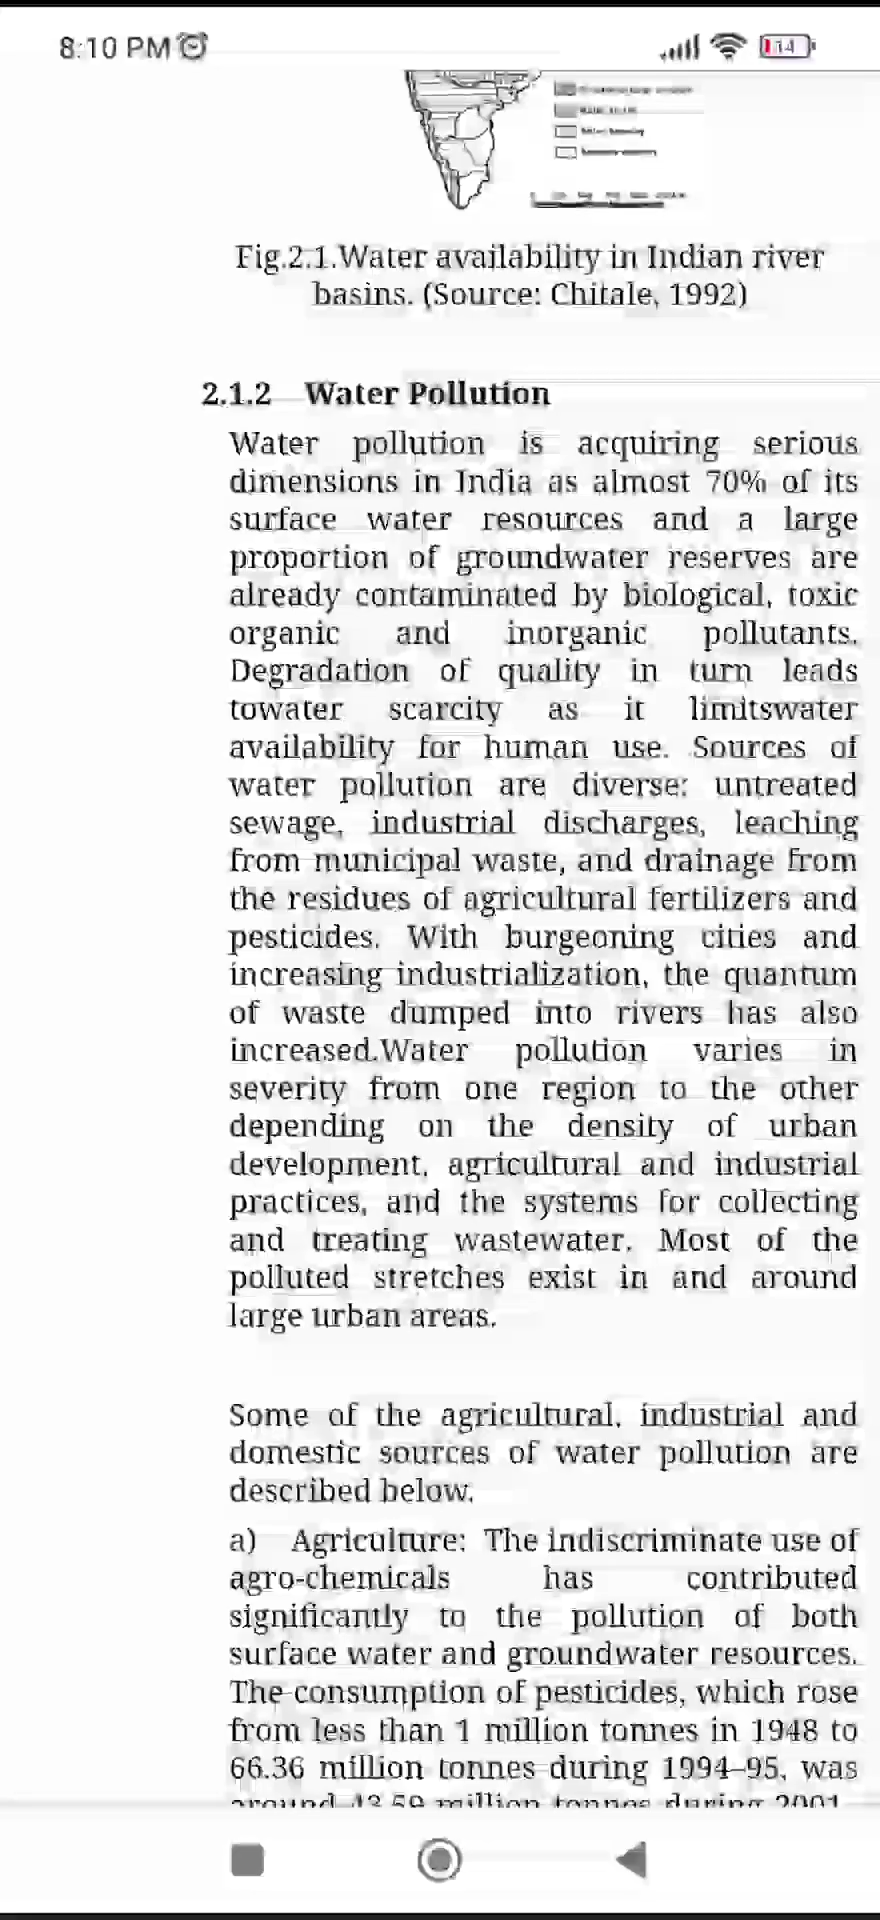 8:10 PM
14
Fig.2.1.Water availability in Indian river
basins. (Source: Chitale, 1992)
2.1.2 Water Pollution
Water pollution is acquiring serious
dimensions in India as almost 70% of its
surface water resources and a large
proportion of groundwater reserves are
already contaminated by biological, toxic
organic and inorganic pollutants.
Degradation of quality in turn leads
towater scarcity as it limitswater
availability for human use. Sources of
water pollution are diverse: untreated
sewage, industrial discharges, leaching
from municipal waste, and drainage from
the residues of agricultural fertilizers and
pesticides. With burgeoning cities and
increasing industrialization, the quantum
of waste dumped into rivers has also
increased.Water pollution varies in
severity from one region to the other
depending on the density of urban
development, agricultural and industrial
practices, and the systems for collecting
and treating wastewater. Most of the
polluted stretches exist in and around
large urban areas.
Some of the agricultural, industrial and
domestic sources of water pollution are
described below.
a) Agriculture: The indiscriminate use of
agro-chemicals has contributed
significantly to the pollution of both
surface water and groundwater resources.
The consumption of pesticides, which rose
from less than 1 million tonnes in 1948 to
66.36 million tonnes during 1994–95, was
around 43.59 million tonnes during 2001